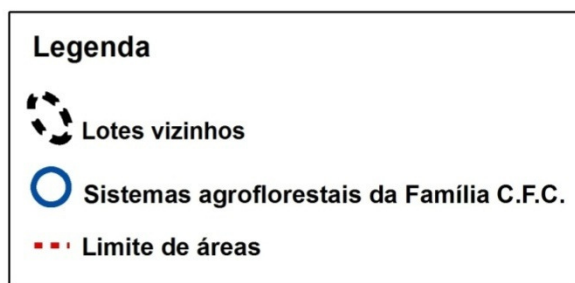 Legenda
Lotes vizinhos
Sistemas agroflorestais da Família C.F.C.
Limite de áreas